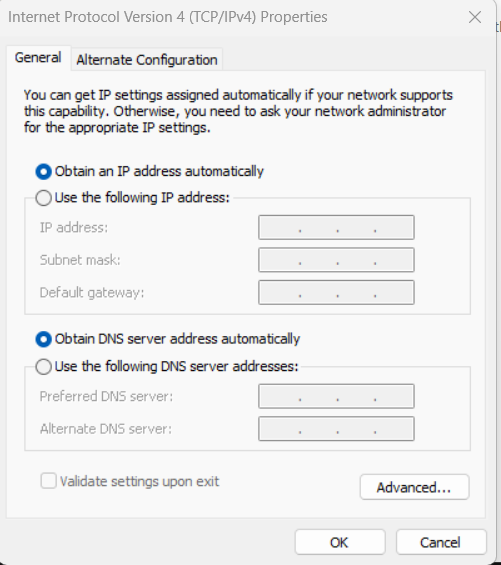 Internet Protocol Version 4 (TCP/IPv4) Properties
General Alternate Configuration
You can get IP settings assigned automatically if your network supports
this capability. Otherwise, you need to ask your network administrator
for the appropriate IP settings.
Obtain an IP address automatically
Use the following IP address:
IP address: . . .
Subnet mask: . . .
Default gateway: . . .
Obtain DNS server address automatically
Use the following DNS server addresses:
Preferred DNS server: . . .
Alternate DNS server: . . .
Validate settings upon exit
Advanced...
OK Cancel